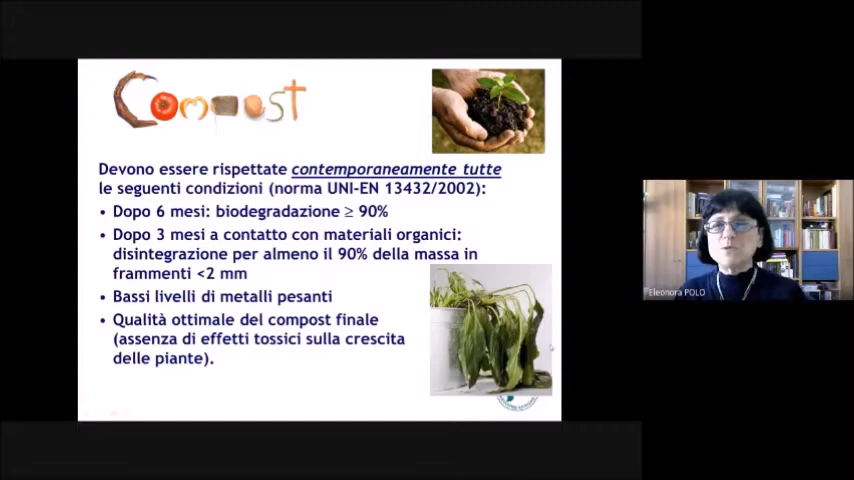 Compost
Devono essere rispettate contemporaneamente tutte
le seguenti condizioni (norma UNI-EN 13432/2002):
• Dopo 6 mesi: biodegradazione ≥ 90%
• Dopo 3 mesi a contatto con materiali organici:
disintegrazione per almeno il 90% della massa in
frammenti <2 mm
• Bassi livelli di metalli pesanti
• Qualità ottimale del compost finale
(assenza di effetti tossici sulla crescita
delle piante).
Eleonora POLO